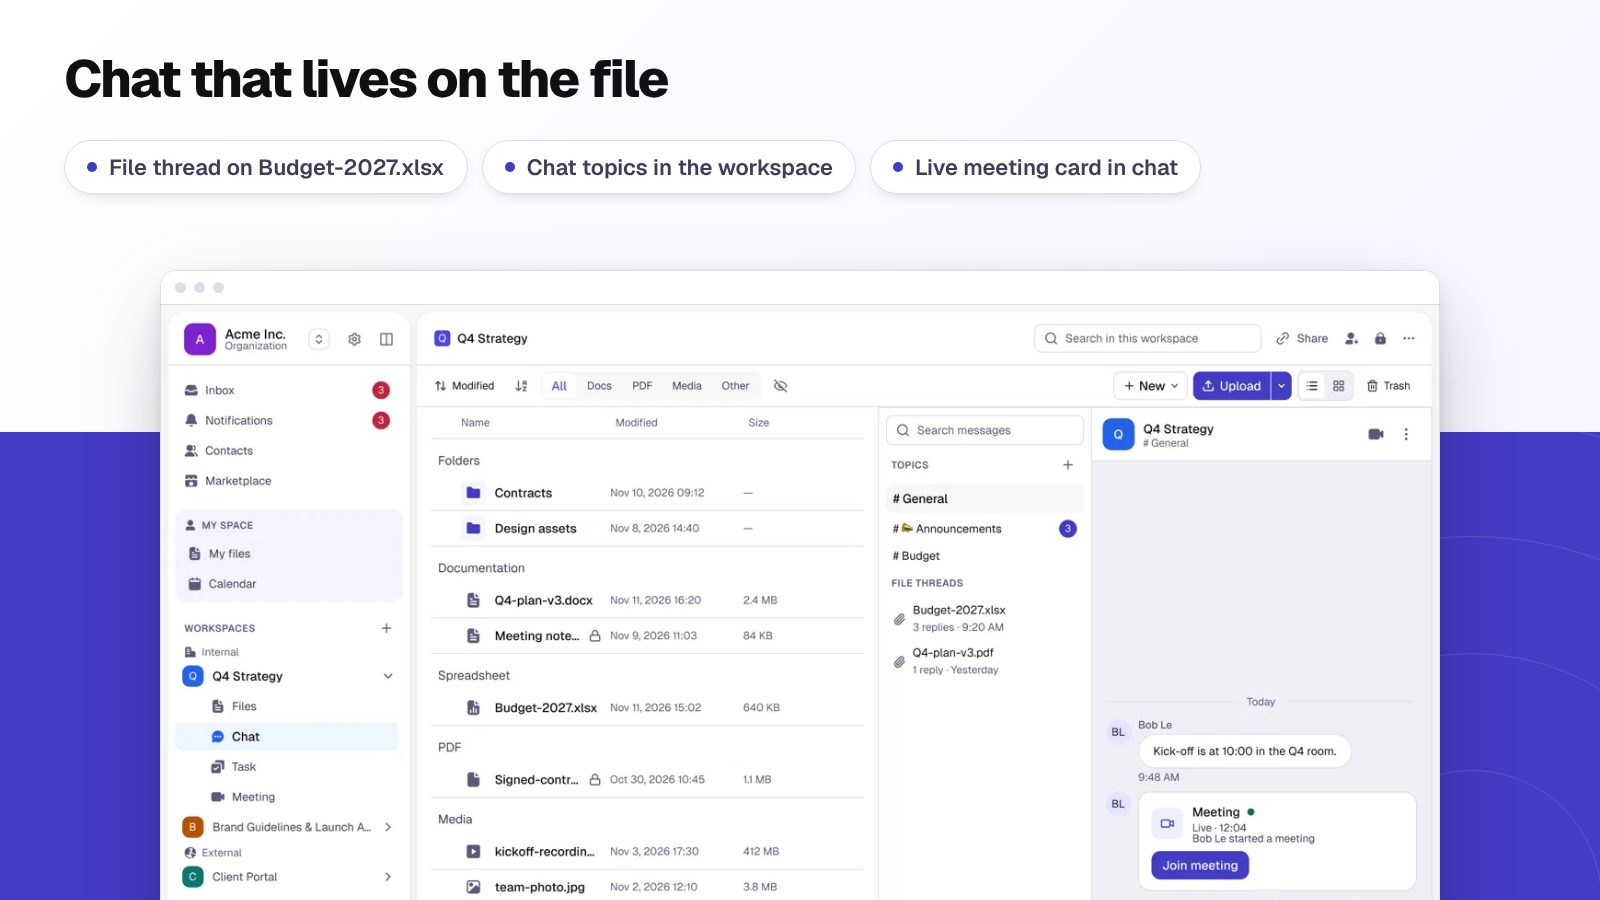 Chat that lives on the file
File thread on Budget-2027.xlsx
Chat topics in the workspace
Live meeting card in chat
A
Acme Inc.
Organization
Inbox
3
Notifications
3
Contacts
Marketplace
MY SPACE
My files
Calendar
WORKSPACES
Internal
Q
Q4 Strategy
Files
Chat
Task
Meeting
B
Brand Guidelines & Launch A...
External
C
Client Portal
Q
Q4 Strategy
Search in this workspace
Share
Modified
All
Docs
PDF
Media
Other
New
Upload
Trash
Name Modified Size
Folders
Contracts Nov 10, 2026 09:12 —
Design assets Nov 8, 2026 14:40 —
Documentation
Q4-plan-v3.docx Nov 11, 2026 16:20 2.4 MB
Meeting note... Nov 9, 2026 11:03 84 KB
Spreadsheet
Budget-2027.xlsx Nov 11, 2026 15:02 640 KB
PDF
Signed-contr... Oct 30, 2026 10:45 1.1 MB
Media
kickoff-recordin... Nov 3, 2026 17:30 412 MB
team-photo.jpg Nov 2, 2026 12:10 3.8 MB
Search messages
TOPICS
# General
# Announcements
3
# Budget
FILE THREADS
Budget-2027.xlsx
3 replies · 9:20 AM
Q4-plan-v3.pdf
1 reply · Yesterday
Q
Q4 Strategy
# General
Today
BL
Bob Le
Kick-off is at 10:00 in the Q4 room.
9:48 AM
BL
Meeting
Live · 12:04
Bob Le started a meeting
Join meeting